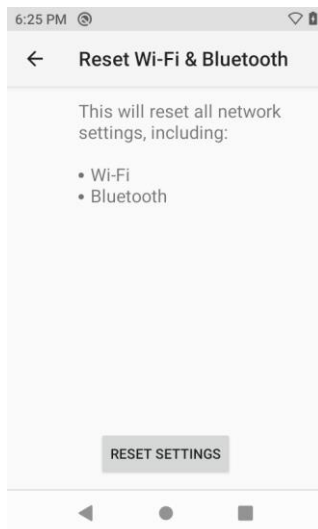 6:25 PM
Reset Wi-Fi & Bluetooth
This will reset all network
settings, including:
• Wi-Fi
• Bluetooth
RESET SETTINGS